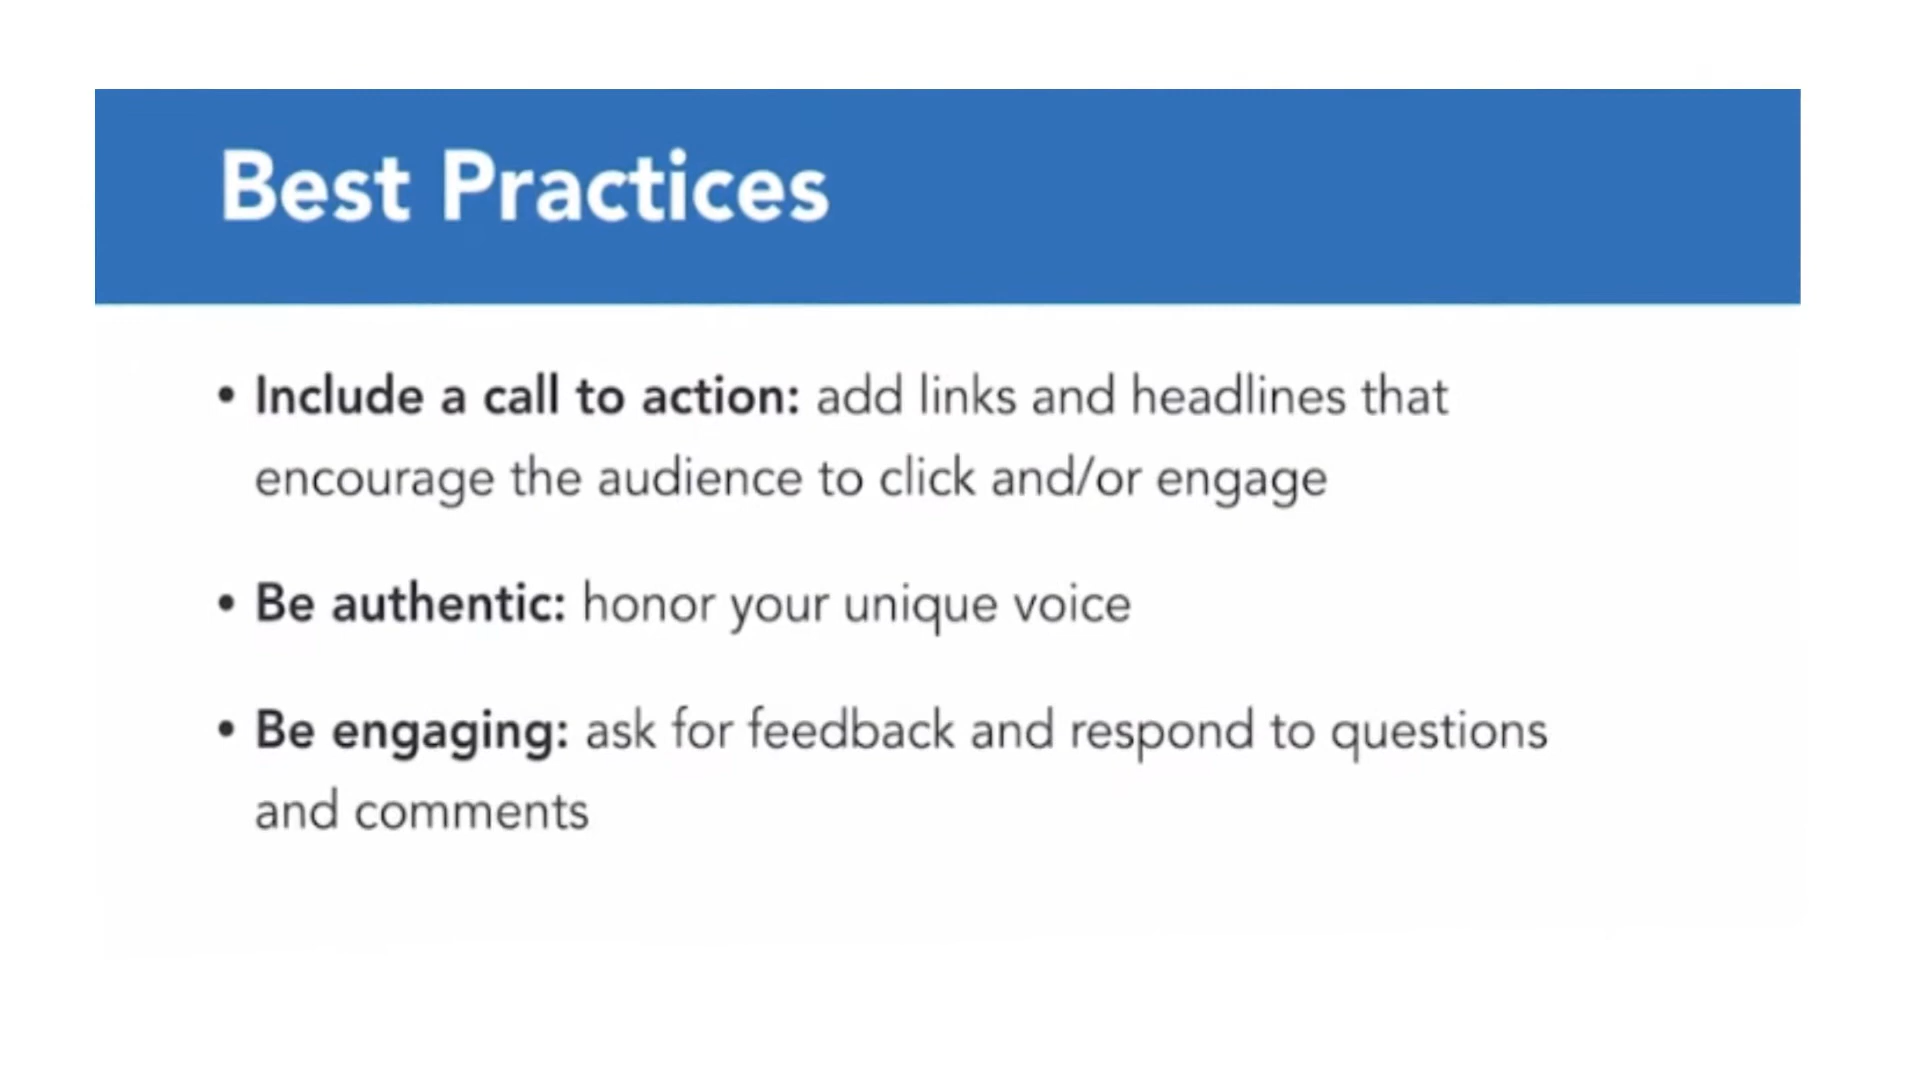 Best Practices
• Include a call to action: add links and headlines that
encourage the audience to click and/or engage
• Be authentic: honor your unique voice
• Be engaging: ask for feedback and respond to questions
and comments